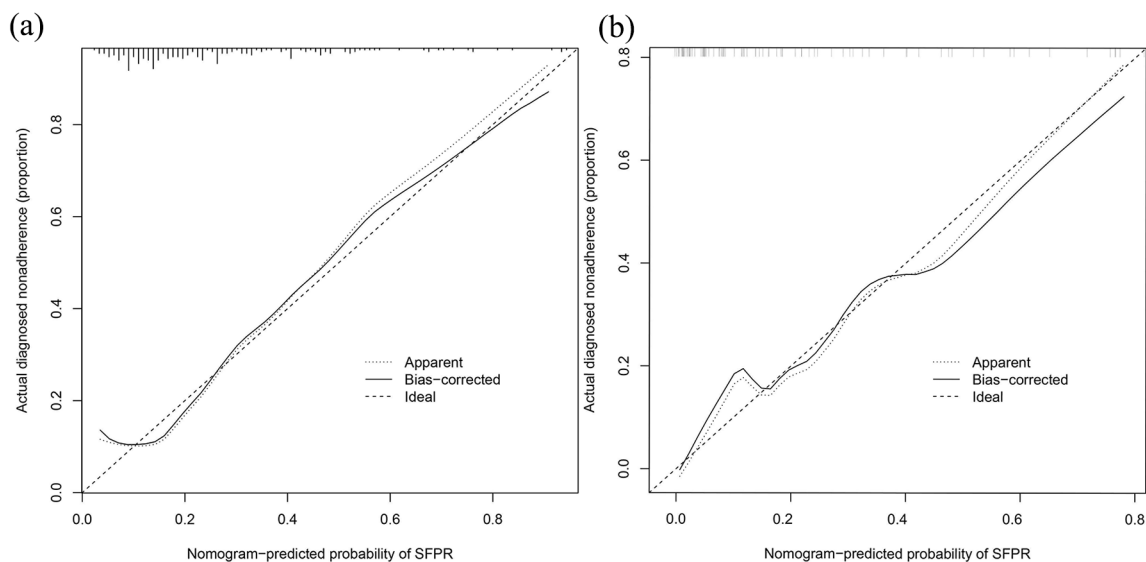 (a)
Actual diagnosed nonadherence (proportion)
0.8
0.6
0.4
0.2
0.0
Apparent
Bias−corrected
Ideal
0.0 0.2 0.4 0.6 0.8
Nomogram−predicted probability of SFPR
(b)
Actual diagnosed nonadherence (proportion)
0.8
0.6
0.4
0.2
0.0
Apparent
Bias−corrected
Ideal
0.0 0.2 0.4 0.6 0.8
Nomogram−predicted probability of SFPR